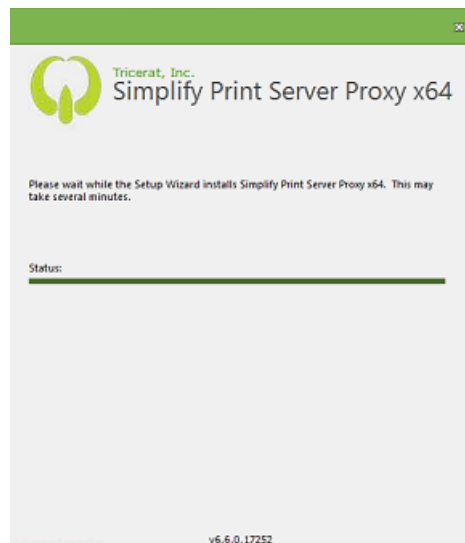 Tricerat, Inc.
Simplify Print Server Proxy x64
Please wait while the Setup Wizard installs Simplify Print Server Proxy x64. This may
take several minutes.
Status:
v6.6.0.17252